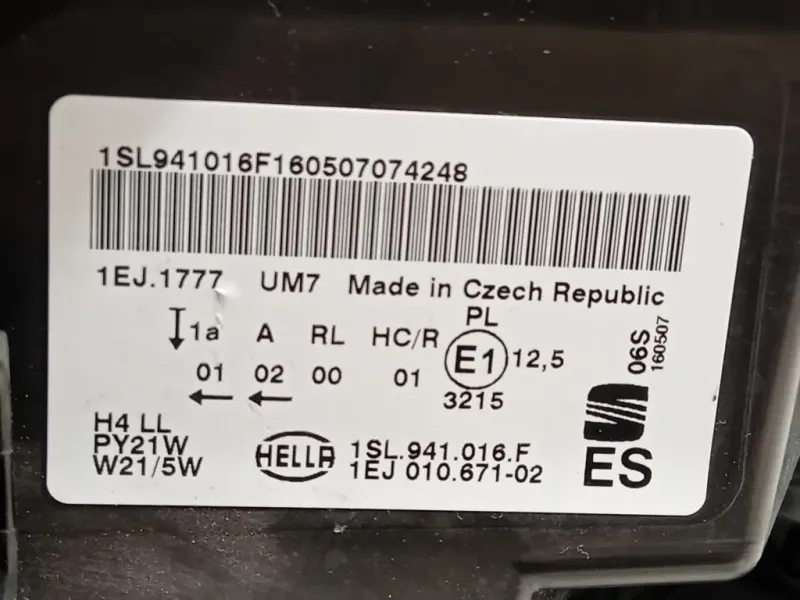 1SL941016F160507074248
1EJ.1777 UM7 Made in Czech Republic
1a A RL HC/R PL
01 02 00 01 E1 12,5
3215
06S
160507
H4 LL
PY21W
W21/5W
HELLA
1SL.941.016.F
1EJ 010.671-02
ES